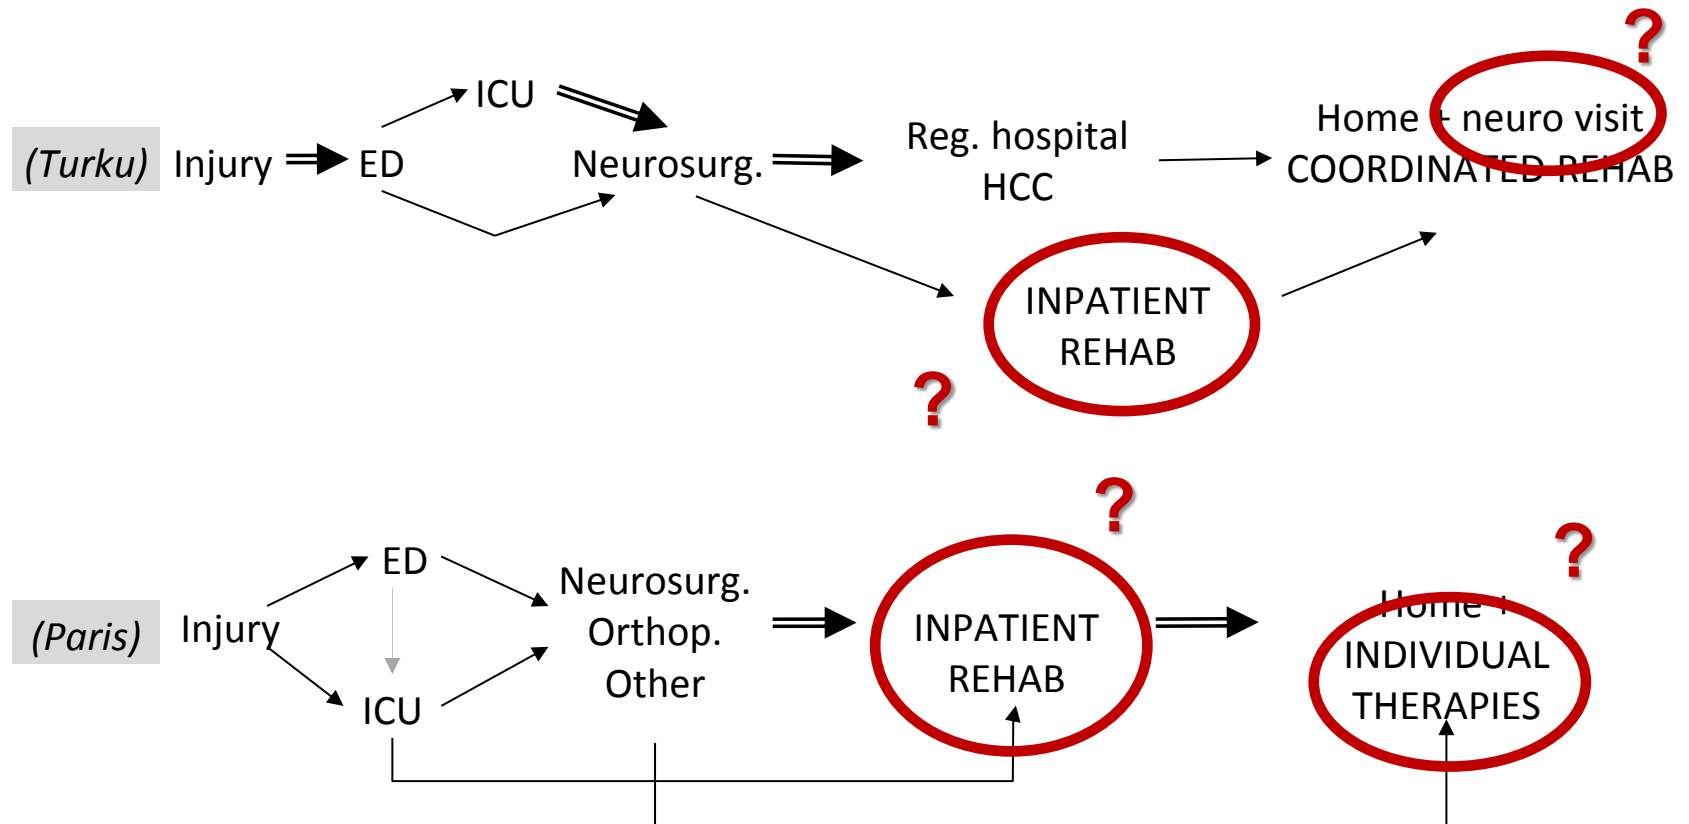 ?
ICU
Home + neuro visit
COORDINATED REHAB
Reg. hospital
HCC
(Turku) Injury ED Neurosurg.
INPATIENT
REHAB
?
?
?
ED
Neurosurg.
Orthop.
Other
(Paris) Injury
ICU
INPATIENT
REHAB
Home +
INDIVIDUAL
THERAPIES